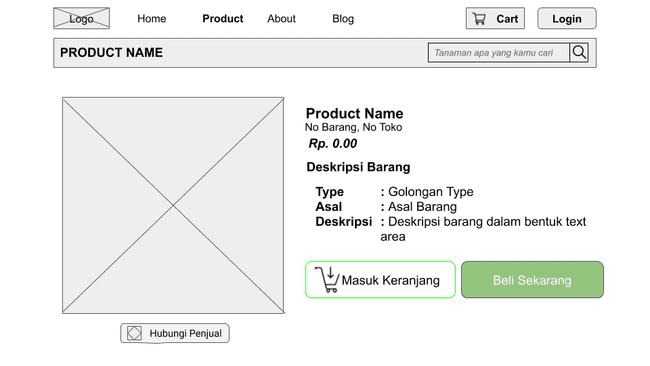 Logo Home Product About Blog Cart Login
PRODUCT NAME Tanaman apa yang kamu cari
Product Name
No Barang, No Toko
Rp. 0.00
Deskripsi Barang
Type : Golongan Type
Asal : Asal Barang
Deskripsi : Deskripsi barang dalam bentuk text
area
Masuk Keranjang Beli Sekarang
Hubungi Penjual